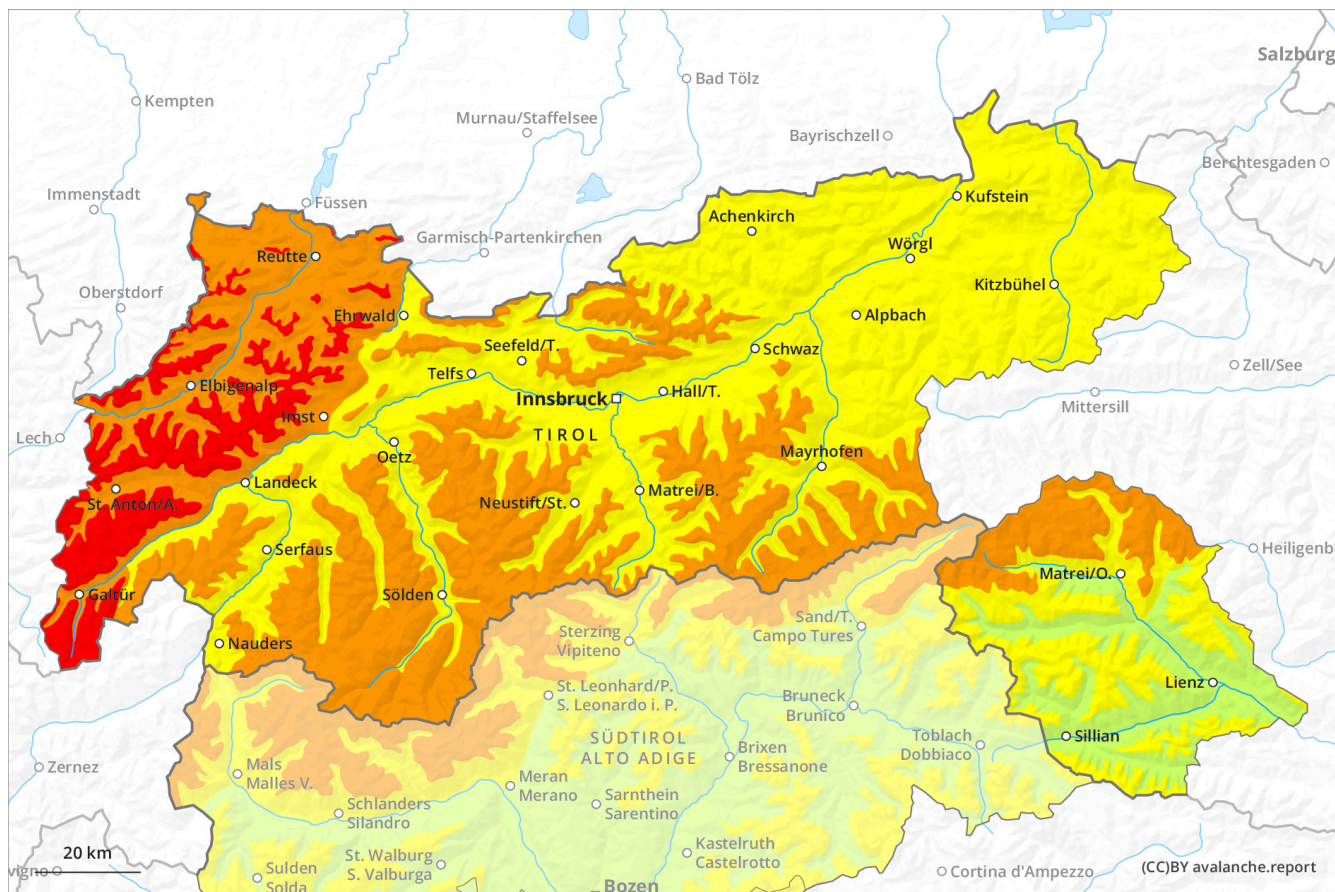 Salzburg
Bad Tölz
Kempten
Murnau/Staffelsee
Bayrischzell
Berchtesgaden
Immenstadt
Füssen
Kufstein
Achenkirch
Garmisch-Partenkirchen
Wörgl
Reutte
Kitzbühel
Oberstdorf
Ehrwald
Alpbach
Seefeld/T.
Schwaz
Zell/See
Telfs
Elbigenalp
Hall/T.
Innsbruck
Mittersill
Imst
Lech
TIROL
Oetz
Mayrhofen
Landeck
Matrei/B.
St. Anton/A.
Neustift/St.
Serfaus
Heiligenb
Matrei/O.
Galtür
Sölden
Sand/T.
Campo Tures
Sterzing
Vipiteno
Nauders
Lienz
St. Leonhard/P.
S. Leonardo i. P.
Bruneck
Brunico
Sillian
SÜDTIROL
ALTO ADIGE
Toblach
Dobbiaco
Brixen
Bressanone
Zernez
Mals
Malles V.
Meran
Merano
Sarnthein
Sarentino
Schlanders
Silandro
Kastelruth
Castelrotto
20 km
St. Walburg
S. Valburga
vigno
Sulden
Solda
Cortina d'Ampezzo
(CC)BY avalanche.report
Bozen